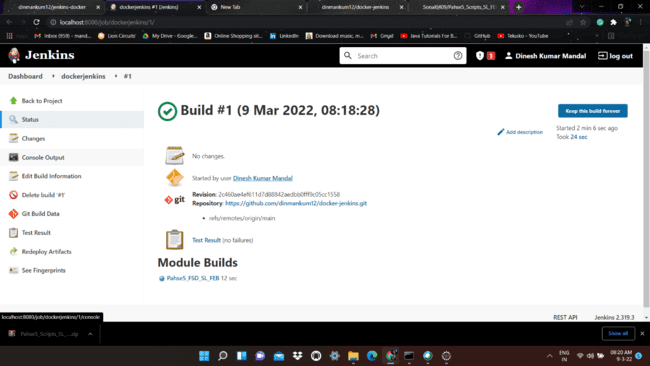 dinmankum12/jenkins-docker
dockerjenkins #1 [Jenkins]
New Tab
dinmankum12/docker-jenkins
localhost:8080/job/dockerjenkins/1/
Inbox (959) - mand...
Lion Circuits
My Drive - Google...
Online Shopping sit...
LinkedIn
Download music, m...
Gmail
Java Tutorials For B...
GitHub
Telusko - YouTube
Jenkins
Search
1
Dinesh Kumar Mandal
log out
Dashboard
dockerjenkins
#1
Back to Project
Status
Changes
Console Output
Edit Build Information
Delete build '#1'
Git Build Data
Test Result
Redeploy Artifacts
See Fingerprints
Build #1 (9 Mar 2022, 08:18:28)
Keep this build forever
Started 2 min 6 sec ago
Took 24 sec
Add description
No changes.
Started by user Dinesh Kumar Mandal
git
Revision: 2c460ae4ef611d7d88842aedbb0fff9c05cc1558
Repository: https://github.com/dinmankum12/docker-jenkins.git
refs/remotes/origin/main
Test Result (no failures)
Module Builds
Pahse5_FSD_SL_FEB 12 sec
localhost:8080/job/dockerjenkins/1/console
REST API
Jenkins 2.319.3
Pahse5_Scripts_SL_....zip
Show all
ENG
IN
08:20 AM
9-3-22